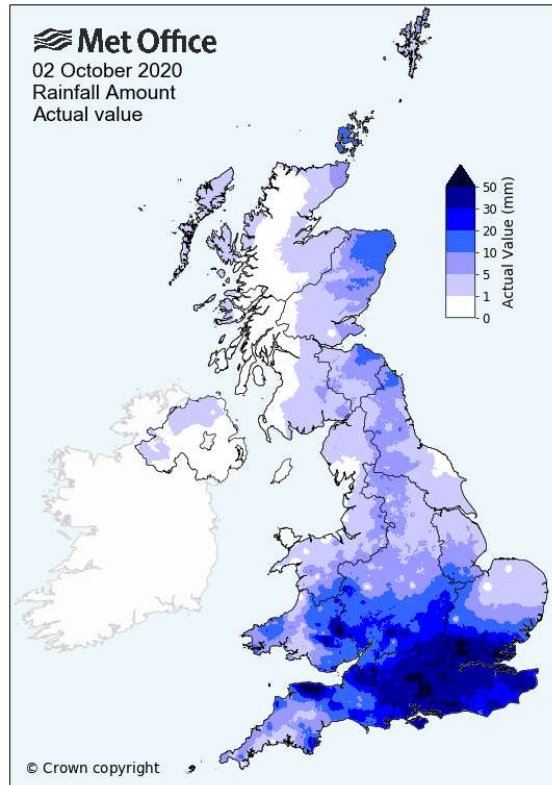 Met Office
02 October 2020
Rainfall Amount
Actual value
50
30
20
10
5
1
0
Actual Value (mm)
© Crown copyright